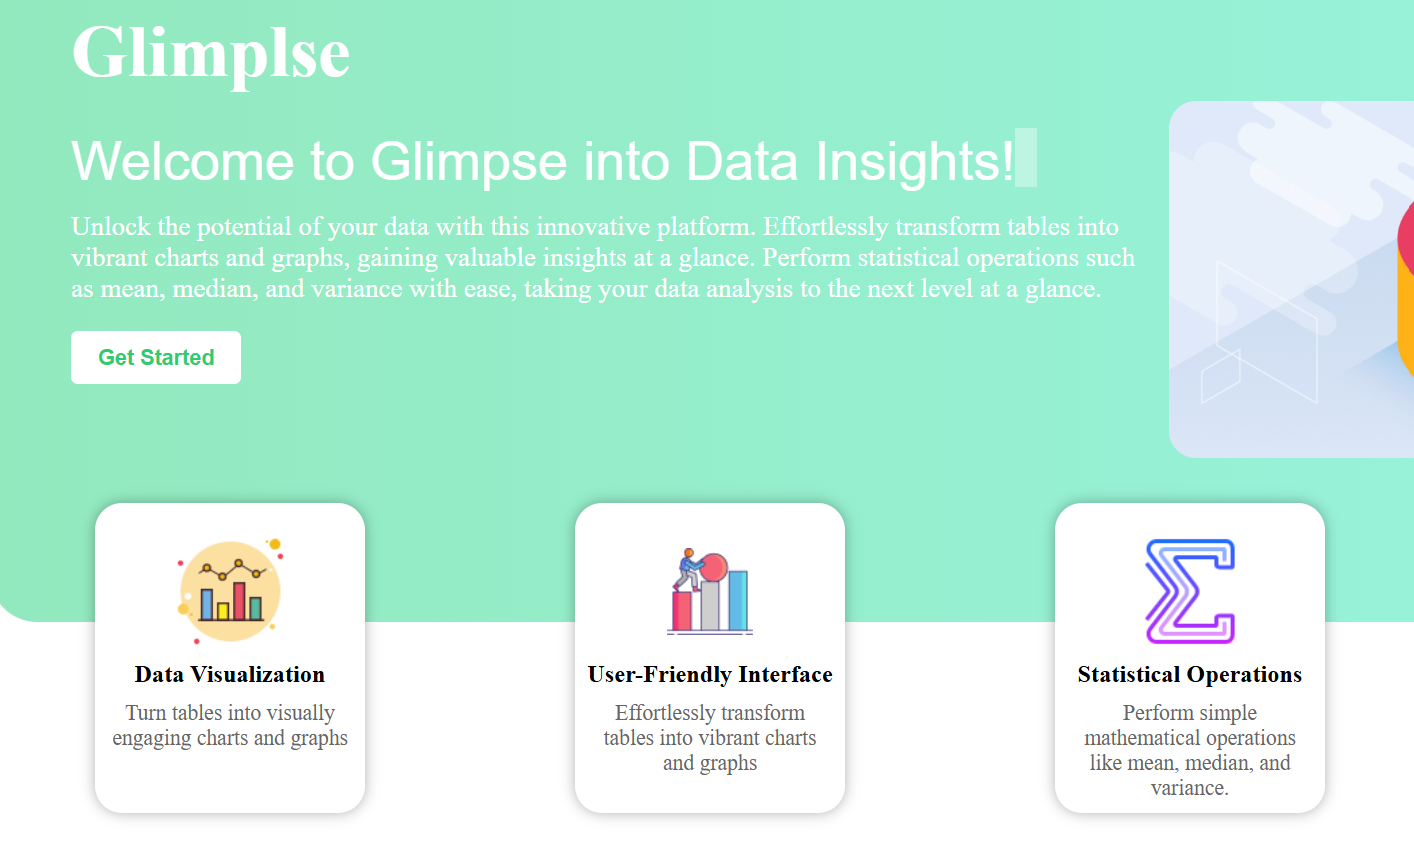 Glimplse
Welcome to Glimpse into Data Insights!
Unlock the potential of your data with this innovative platform. Effortlessly transform tables into
vibrant charts and graphs, gaining valuable insights at a glance. Perform statistical operations such
as mean, median, and variance with ease, taking your data analysis to the next level at a glance.
Get Started
Data Visualization
Turn tables into visually
engaging charts and graphs
User-Friendly Interface
Effortlessly transform
tables into vibrant charts
and graphs
Statistical Operations
Perform simple
mathematical operations
like mean, median, and
variance.